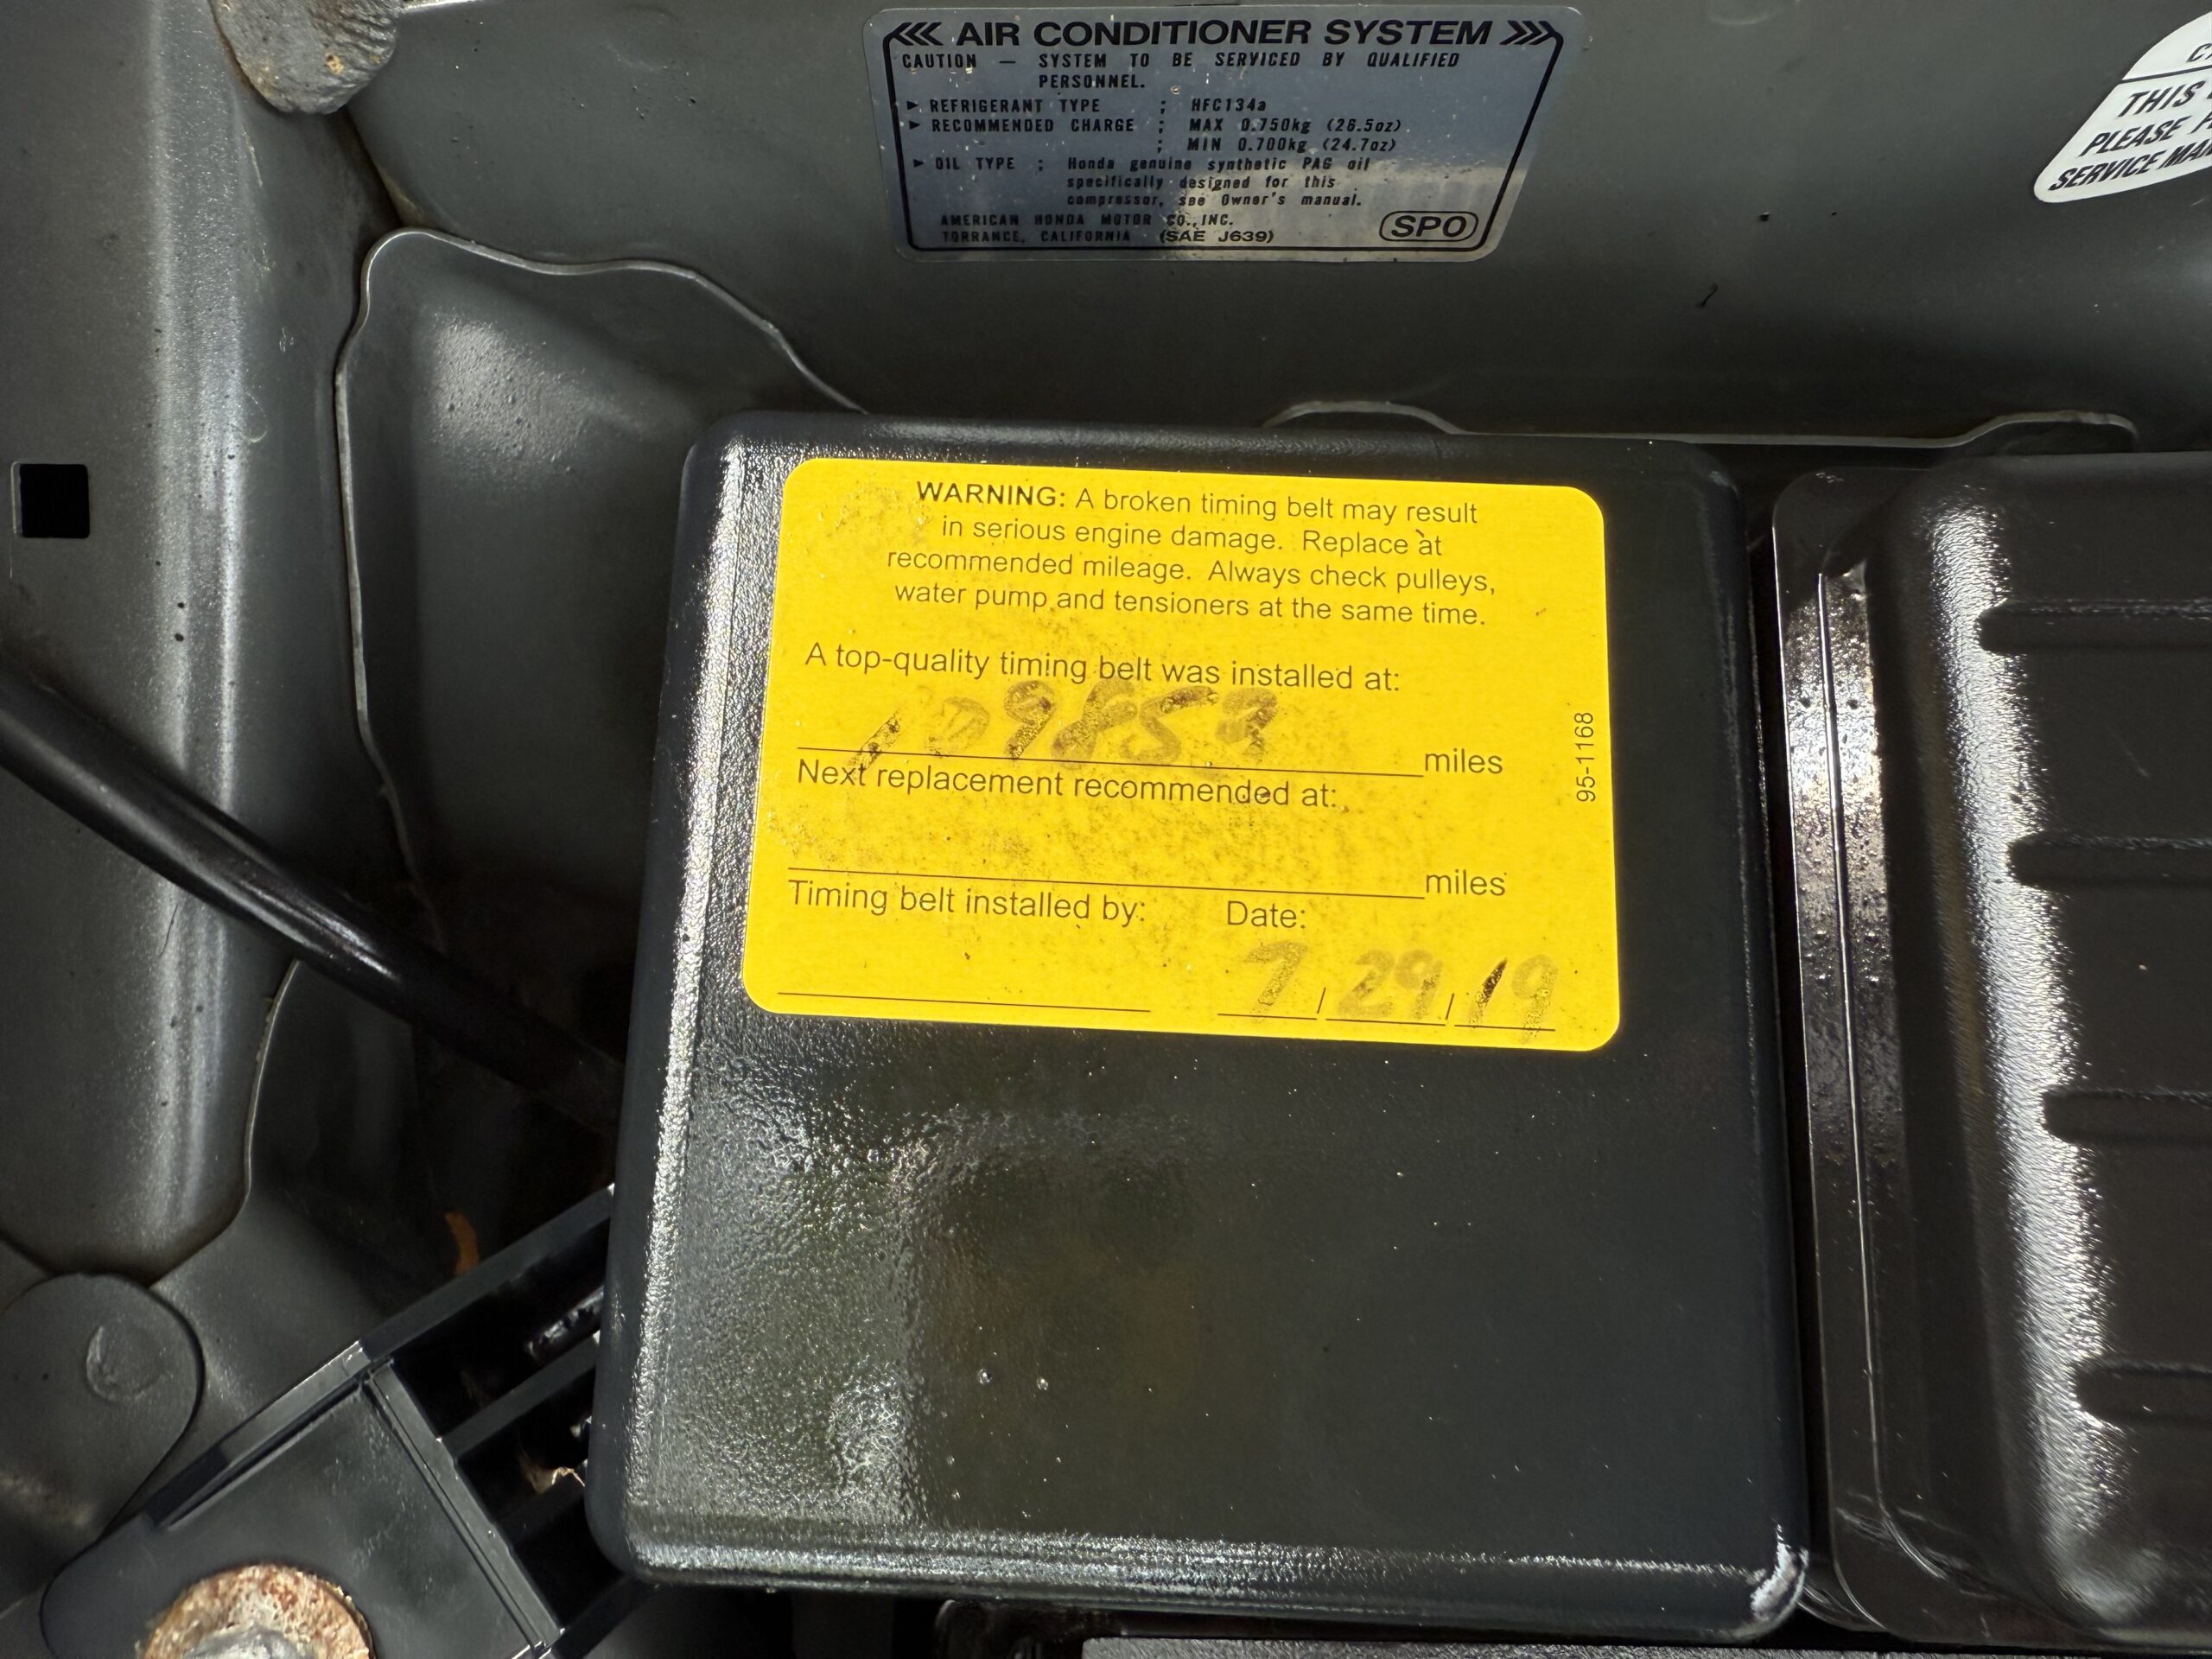 <<< AIR CONDITIONER SYSTEM >>>
CAUTION — SYSTEM TO BE SERVICED BY QUALIFIED
PERSONNEL.
► REFRIGERANT TYPE ; HFC134a
► RECOMMENDED CHARGE ; MAX 0.750kg (26.5oz)
; MIN 0.700kg (24.7oz)
► OIL TYPE ; Honda genuine synthetic PAG oil
specifically designed for this
compressor, see Owner's manual.
AMERICAN HONDA MOTOR CO.,INC.
TORRANCE, CALIFORNIA (SAE J639)
SPO
THIS
PLEASE
SERVICE
WARNING: A broken timing belt may result
in serious engine damage. Replace at
recommended mileage. Always check pulleys,
water pump and tensioners at the same time.
A top-quality timing belt was installed at:
miles
Next replacement recommended at:
miles
Timing belt installed by: Date:
7/29/19
95-1168